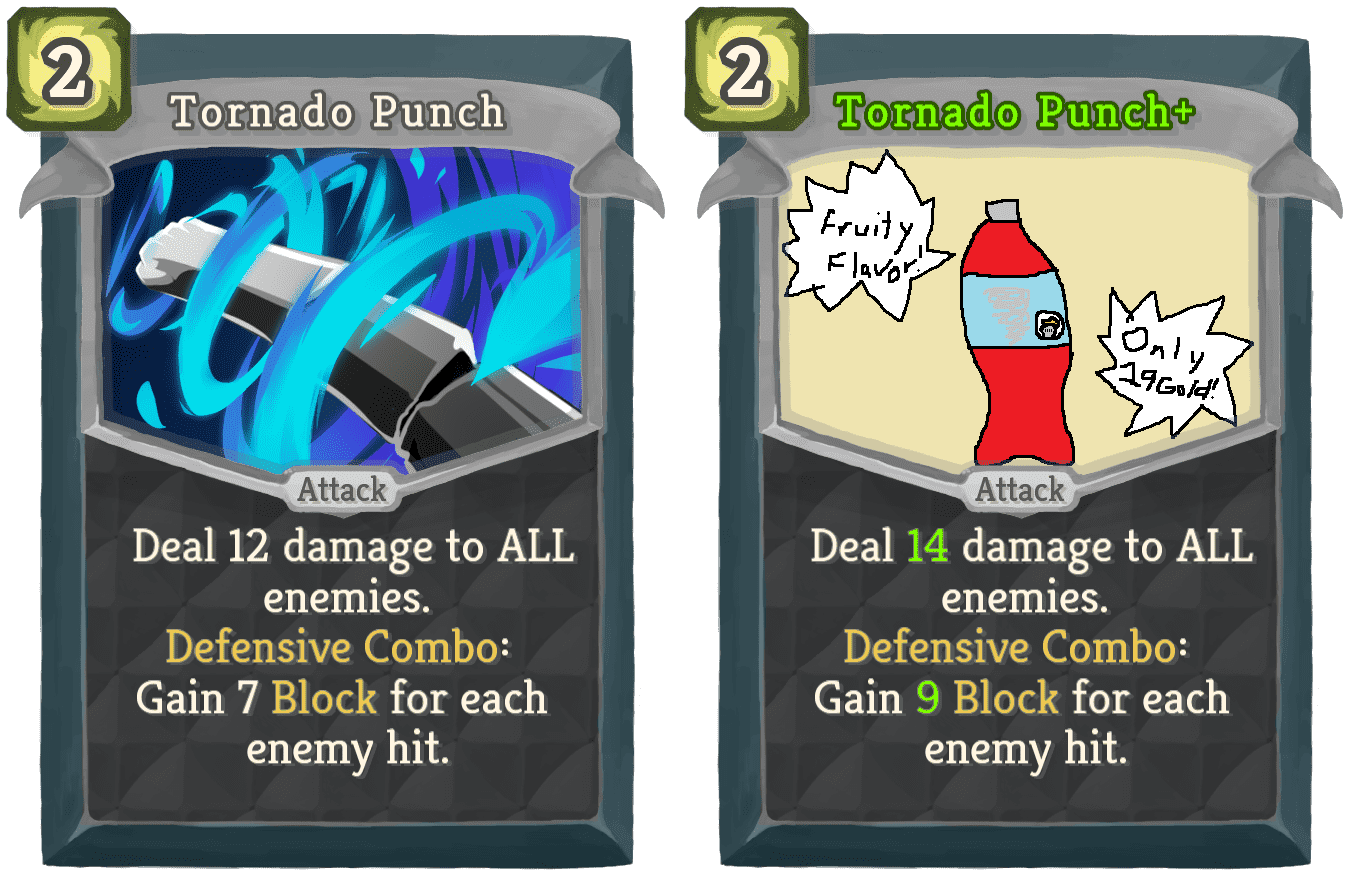 2
Tornado Punch
Attack
Deal 12 damage to ALL
enemies.
Defensive Combo:
Gain 7 Block for each
enemy hit.
2
Tornado Punch+
Fruity
Flavor!
Only
19Gold!
Attack
Deal 14 damage to ALL
enemies.
Defensive Combo:
Gain 9 Block for each
enemy hit.